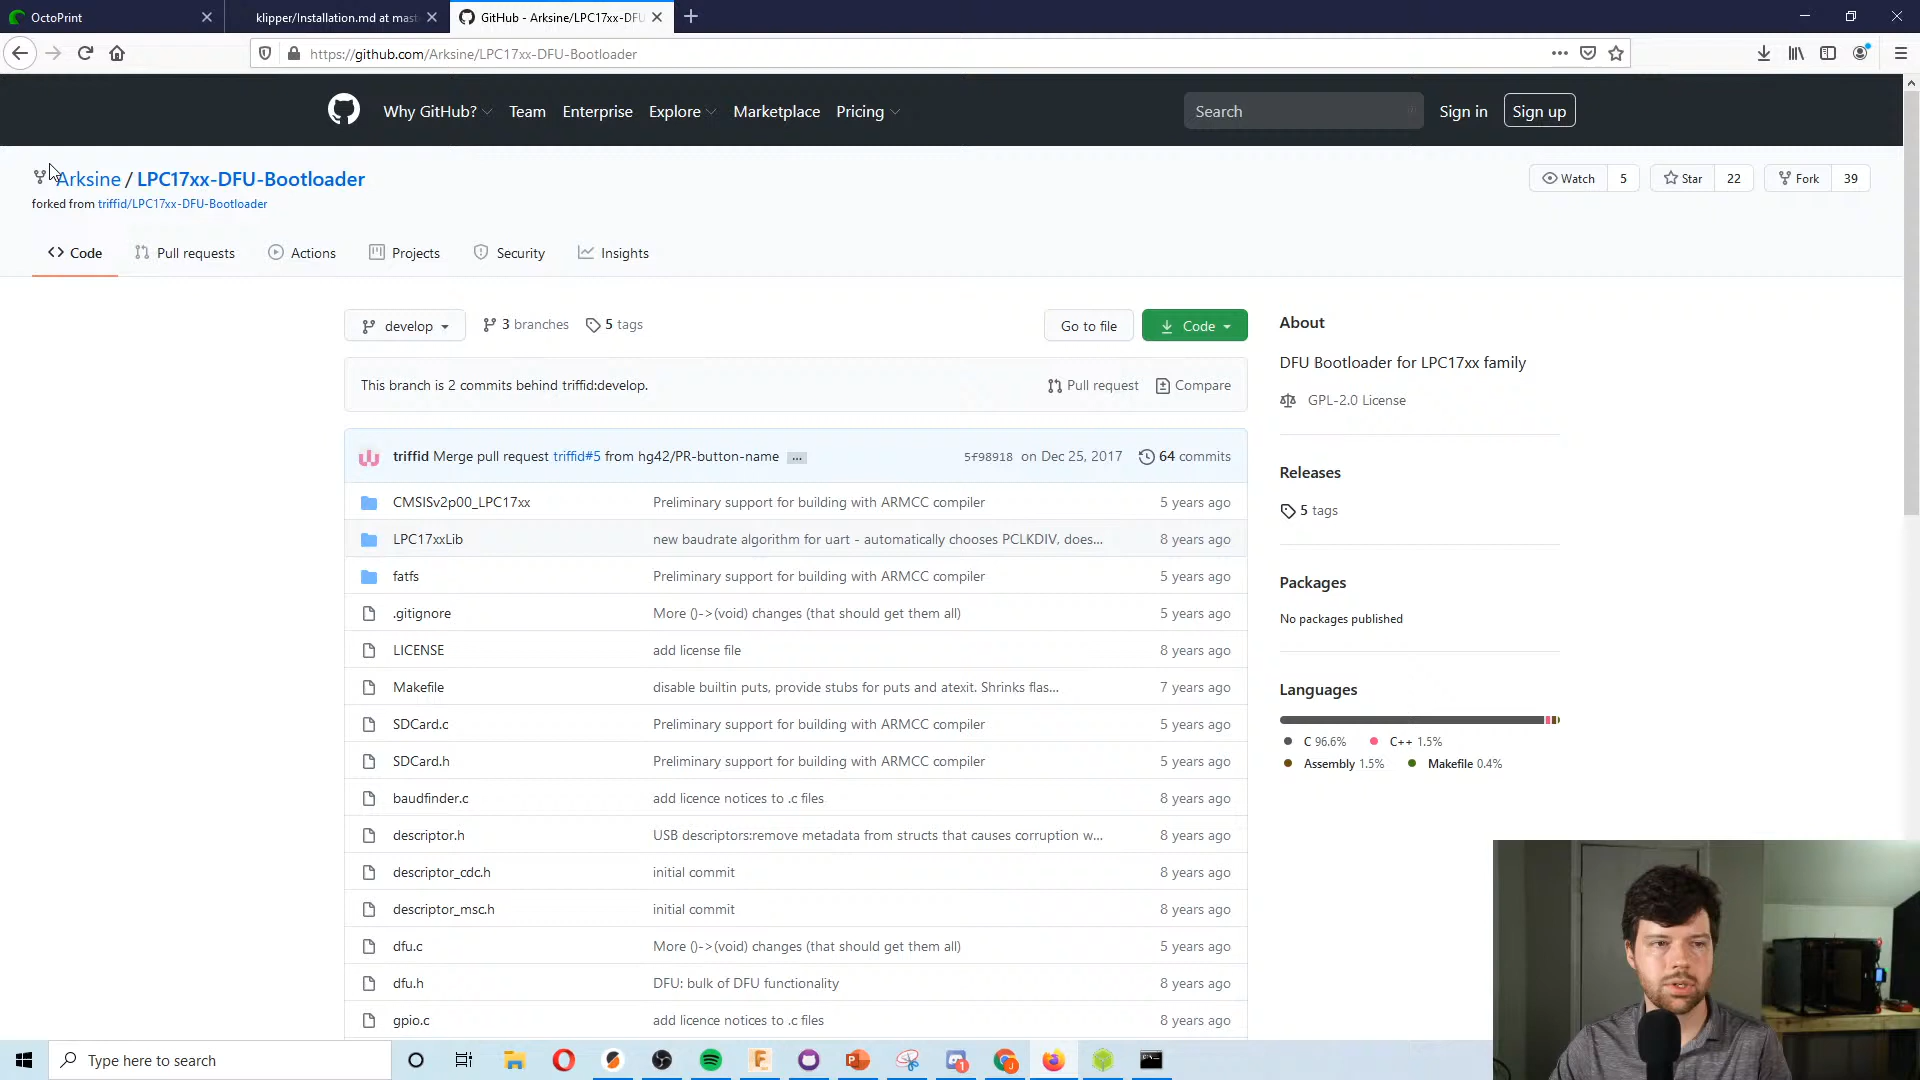 OctoPrint
klipper/Installation.md at mast
GitHub - Arksine/LPC17xx-DFU
https://github.com/Arksine/LPC17xx-DFU-Bootloader
Why GitHub? Team Enterprise Explore Marketplace Pricing
Search
Sign in
Sign up
Arksine / LPC17xx-DFU-Bootloader
forked from triffid/LPC17xx-DFU-Bootloader
Watch 5
Star 22
Fork 39
Code Pull requests Actions Projects Security Insights
develop
3 branches
5 tags
Go to file
Code
This branch is 2 commits behind triffid:develop.
Pull request
Compare
triffid Merge pull request triffid#5 from hg42/PR-button-name ...
5f98918 on Dec 25, 2017
64 commits
CMSISv2p00_LPC17xx Preliminary support for building with ARMCC compiler 5 years ago
LPC17xxLib new baudrate algorithm for uart - automatically chooses PCLKDIV, does... 8 years ago
fatfs Preliminary support for building with ARMCC compiler 5 years ago
.gitignore More ()->(void) changes (that should get them all) 5 years ago
LICENSE add license file 8 years ago
Makefile disable builtin puts, provide stubs for puts and atexit. Shrinks flas... 7 years ago
SDCard.c Preliminary support for building with ARMCC compiler 5 years ago
SDCard.h Preliminary support for building with ARMCC compiler 5 years ago
baudfinder.c add licence notices to .c files 8 years ago
descriptor.h USB descriptors:remove metadata from structs that causes corruption w... 8 years ago
descriptor_cdc.h initial commit 8 years ago
descriptor_msc.h initial commit 8 years ago
dfu.c More ()->(void) changes (that should get them all) 5 years ago
dfu.h DFU: bulk of DFU functionality 8 years ago
gpio.c add licence notices to .c files 8 years ago
About
DFU Bootloader for LPC17xx family
GPL-2.0 License
Releases
5 tags
Packages
No packages published
Languages
C 96.6% C++ 1.5%
Assembly 1.5% Makefile 0.4%
Type here to search